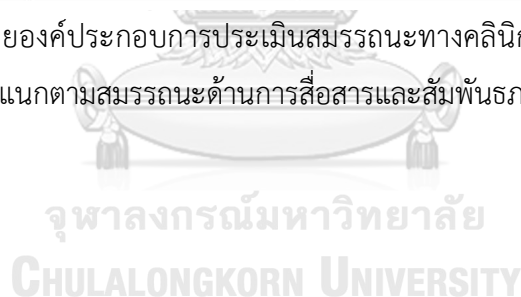 ยองค์ประกอบการประเมินสมรรถนะทางคลินิก
แนกตามสมรรถนะด้านการสื่อสารและสัมพันธภ
จุฬาลงกรณ์มหาวิทยาลัย
CHULALONGKORN UNIVERSITY